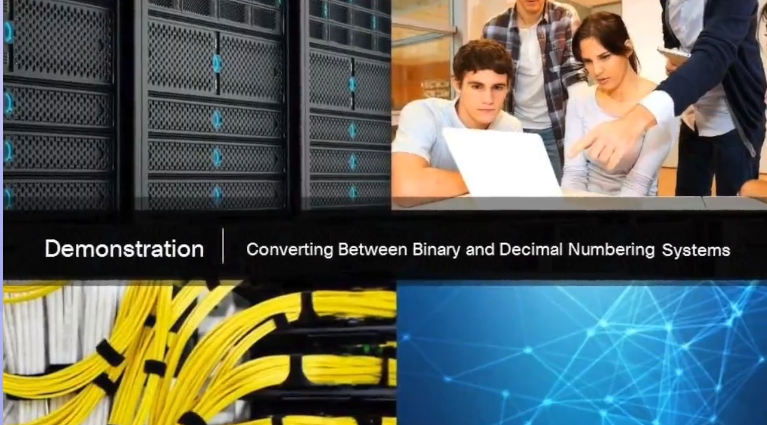 Demonstration
Converting Between Binary and Decimal Numbering Systems